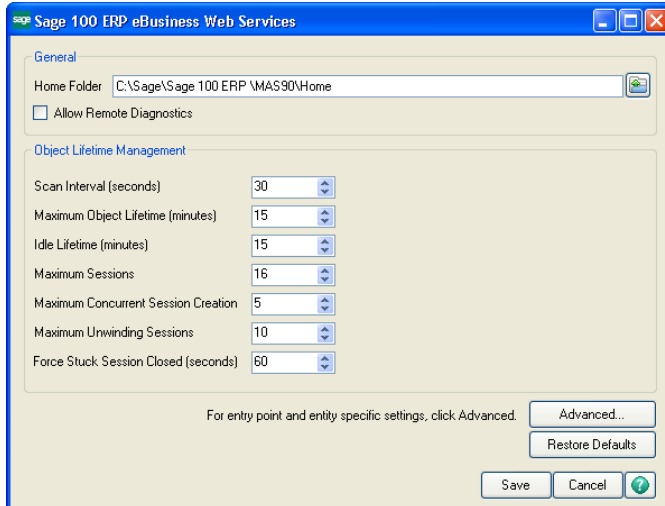 sage Sage 100 ERP eBusiness Web Services
General
Home Folder C:\Sage\Sage 100 ERP \MAS90\Home
Allow Remote Diagnostics
Object Lifetime Management
Scan Interval (seconds) 30
Maximum Object Lifetime (minutes) 15
Idle Lifetime (minutes) 15
Maximum Sessions 16
Maximum Concurrent Session Creation 5
Maximum Unwinding Sessions 10
Force Stuck Session Closed (seconds) 60
For entry point and entity specific settings, click Advanced. Advanced...
Restore Defaults
Save Cancel ?